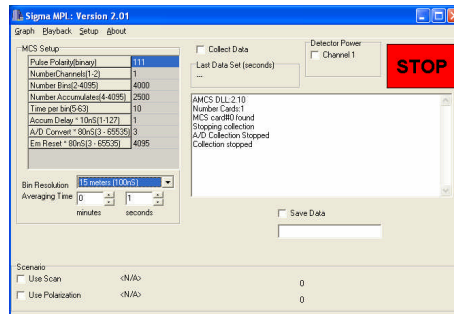 Sigma MPL: Version 2.01
Graph Playback Setup About
MCS Setup
Pulse Polarity(binary) 111
NumberChannels(1-2) 1
Number Bins(2-4095) 4000
Number Accumulates(4-4095) 2500
Time per bin(5-63) 10
Accum Delay * 10nS(1-127) 1
A/D Convert * 80nS(3 - 65535) 3
Em Reset * 80nS(3 - 65535) 4095
Bin Resolution 15 meters (100nS)
Averaging Time 0 1
minutes seconds
Collect Data
Last Data Set (seconds)
...
Detector Power
Channel 1
STOP
AMCS DLL:2.10
Number Cards:1
MCS card#0 found
Stopping collection
A/D Collection Stopped
Collection stopped
Save Data
Scenario
Use Scan <N/A> 0
Use Polarization <N/A> 0